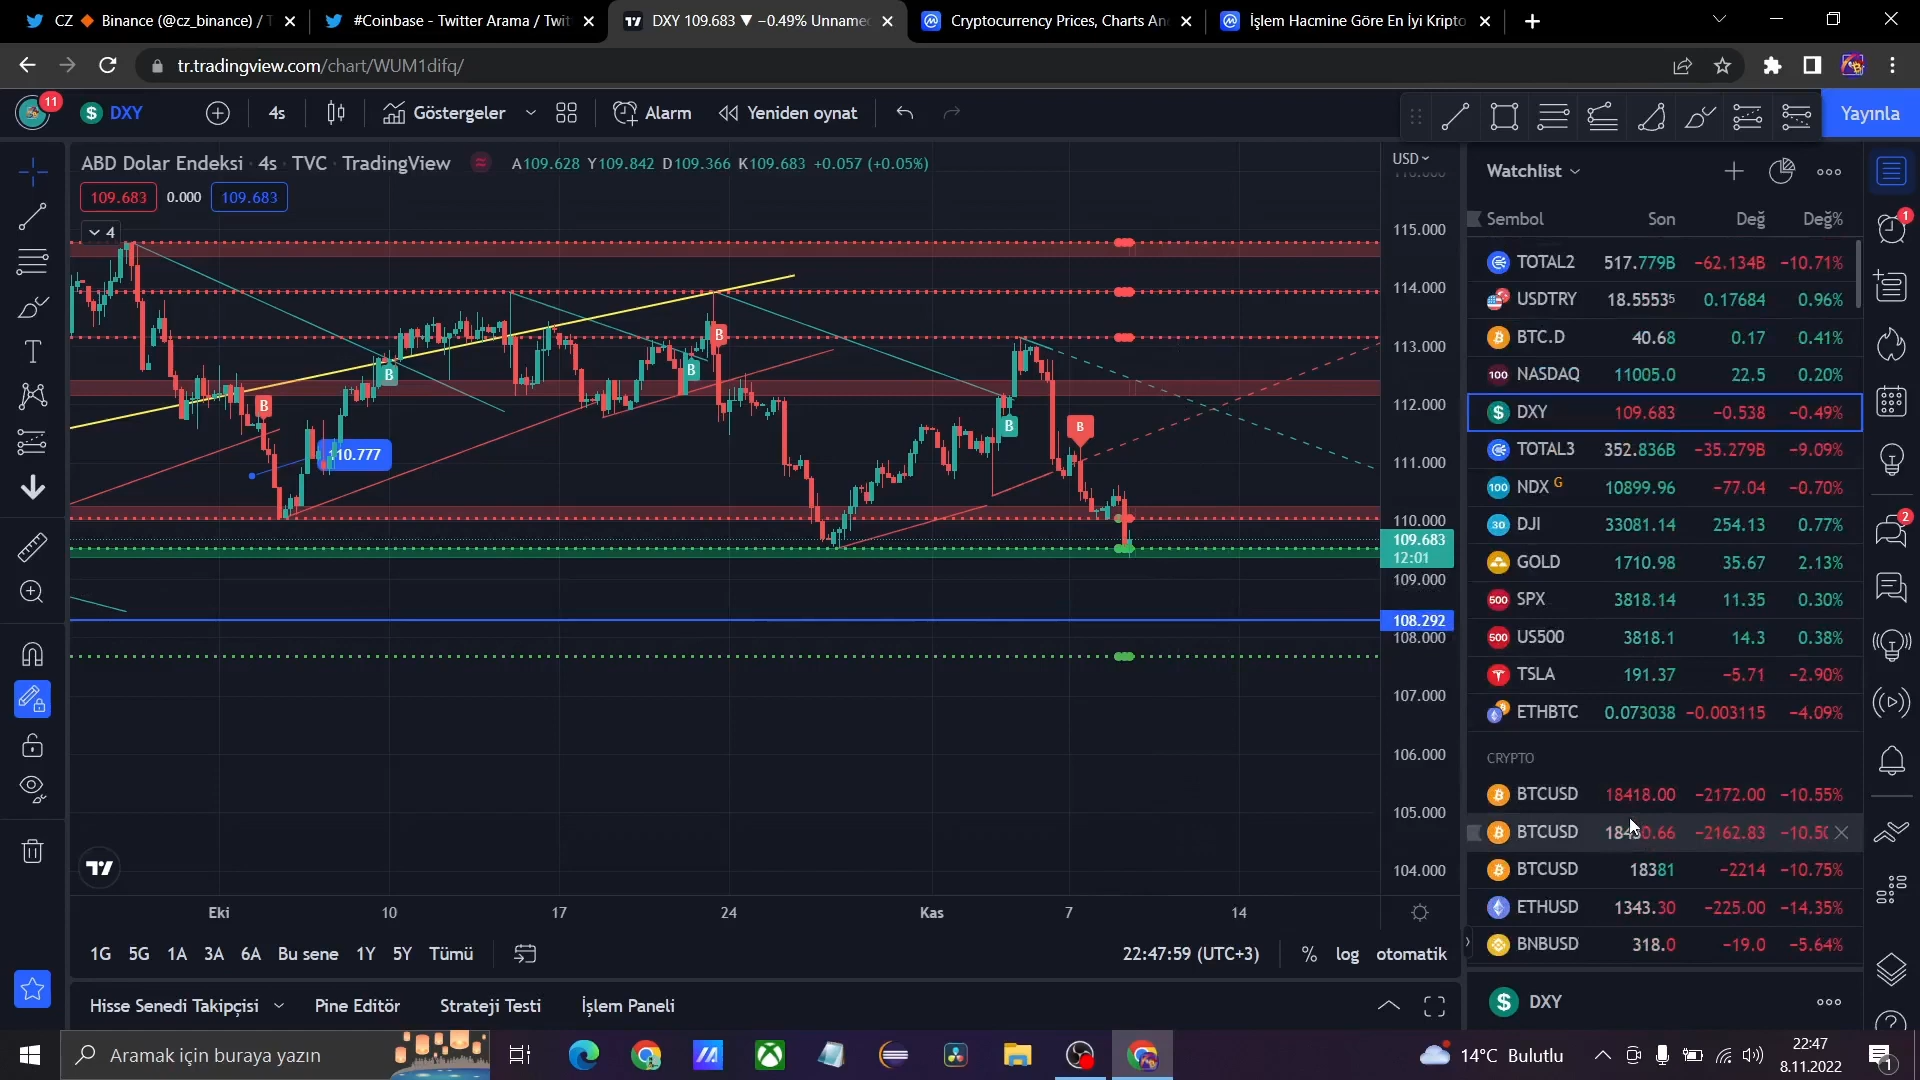 CZ 🔶 Binance (@cz_binance) / T
#Coinbase - Twitter Arama / Twit
DXY 109.683 ▼ −0.49% Unname
Cryptocurrency Prices, Charts An
İşlem Hacmine Göre En İyi Kripto
tr.tradingview.com/chart/WUM1difq/
11
DXY
4s
Göstergeler
Alarm
Yeniden oynat
Yayınla
ABD Dolar Endeksi · 4s · TVC · TradingView
A109.628 Y109.842 D109.366 K109.683 +0.057 (+0.05%)
109.683
0.000
109.683
4
USD
115.000
114.000
113.000
112.000
111.000
110.000
109.683
12:01
109.000
108.292
108.000
107.000
106.000
105.000
104.000
B
B
B
B
B
B
110.777
Eki
10
17
24
Kas
7
14
1G 5G 1A 3A 6A Bu sene 1Y 5Y Tümü
22:47:59 (UTC+3)
% log otomatik
Hisse Senedi Takipçisi
Pine Editör
Strateji Testi
İşlem Paneli
Watchlist
Sembol Son Değ Değ%
TOTAL2 517.779B −62.134B −10.71%
USDTRY 18.55535 0.17684 0.96%
BTC.D 40.68 0.17 0.41%
100 NASDAQ 11005.0 22.5 0.20%
DXY 109.683 −0.538 −0.49%
TOTAL3 352.836B −35.279B −9.09%
100 NDX G 10899.96 −77.04 −0.70%
30 DJI 33081.14 254.13 0.77%
GOLD 1710.98 35.67 2.13%
500 SPX 3818.14 11.35 0.30%
500 US500 3818.1 14.3 0.38%
TSLA 191.37 −5.71 −2.90%
ETHBTC 0.073038 −0.003115 −4.09%
CRYPTO
BTCUSD 18418.00 −2172.00 −10.55%
BTCUSD −2162.83
BTCUSD 18381 −2214 −10.75%
ETHUSD 1343.30 −225.00 −14.35%
BNBUSD 318.0 −19.0 −5.64%
DXY
1
2
Aramak için buraya yazın
14°C Bulutlu
22:47
8.11.2022
1